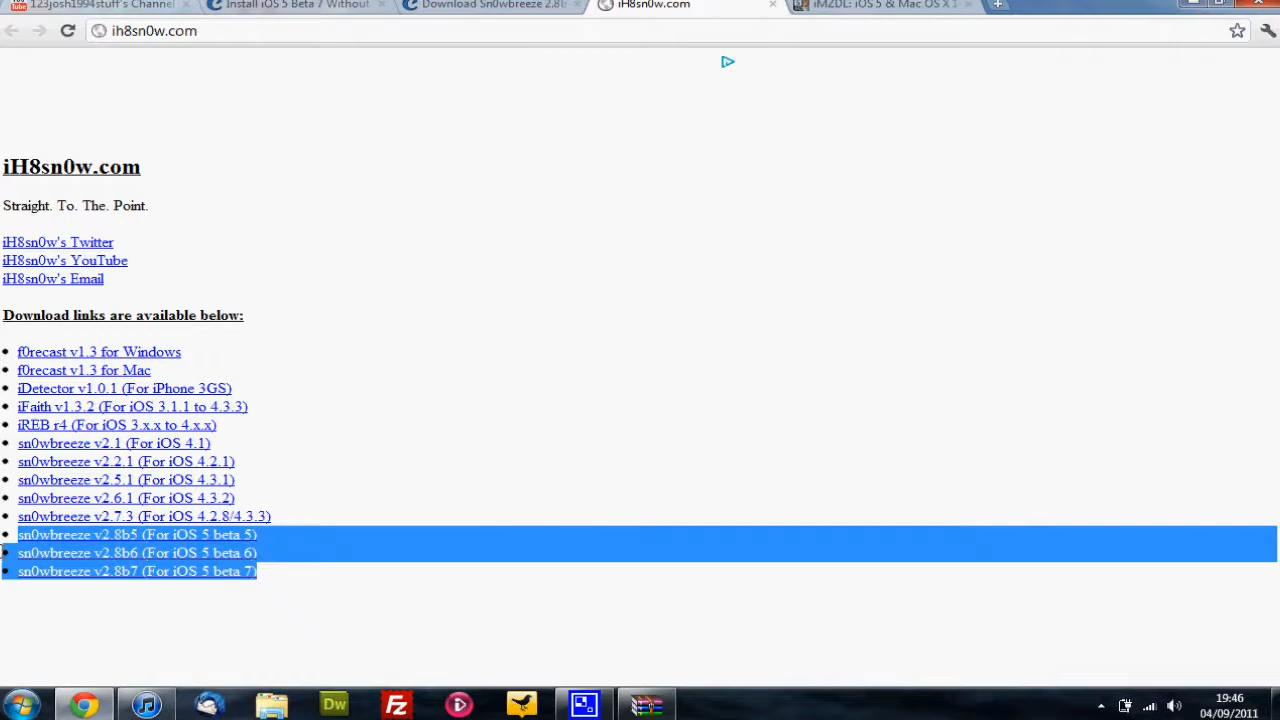 123josh1994stuff's Channel
Install iOS 5 Beta 7 Without
Download Sn0wbreeze 2.8b
iH8sn0w.com
iMZDL: iOS 5 & Mac OS X 1
ih8sn0w.com
iH8sn0w.com
Straight. To. The. Point.
iH8sn0w's Twitter
iH8sn0w's YouTube
iH8sn0w's Email
Download links are available below:
f0recast v1.3 for Windows
f0recast v1.3 for Mac
iDetector v1.0.1 (For iPhone 3GS)
iFaith v1.3.2 (For iOS 3.1.1 to 4.3.3)
iREB r4 (For iOS 3.x.x to 4.x.x)
sn0wbreeze v2.1 (For iOS 4.1)
sn0wbreeze v2.2.1 (For iOS 4.2.1)
sn0wbreeze v2.5.1 (For iOS 4.3.1)
sn0wbreeze v2.6.1 (For iOS 4.3.2)
sn0wbreeze v2.7.3 (For iOS 4.2.8/4.3.3)
sn0wbreeze v2.8b5 (For iOS 5 beta 5)
sn0wbreeze v2.8b6 (For iOS 5 beta 6)
sn0wbreeze v2.8b7 (For iOS 5 beta 7)
Dw
Fz
19:46
04/09/2011